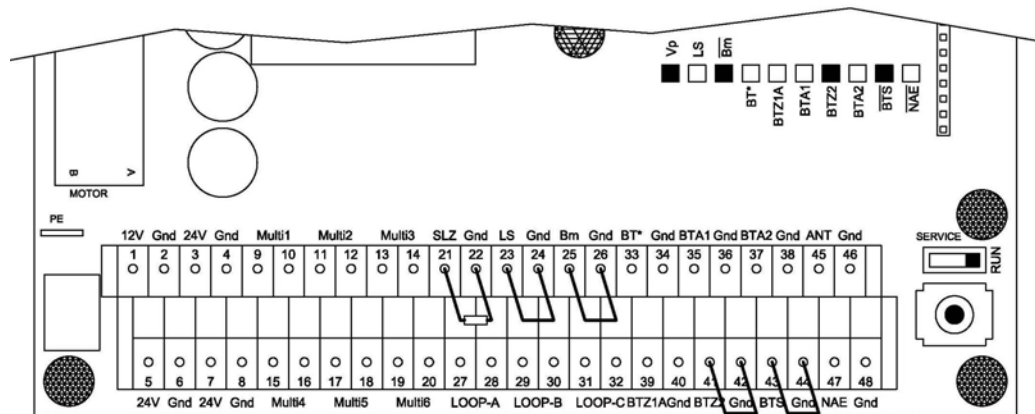 Vp LS Bm
BT* BTZ1A BTA1 BTZ2 BTA2 BTS NAE
B A
MOTOR
PE
12V Gnd 24V Gnd Multi1 Multi2 Multi3 SLZ Gnd LS Gnd Bm Gnd BT* Gnd BTA1 Gnd BTA2 Gnd ANT Gnd
1 2 3 4 9 10 11 12 13 14 21 22 23 24 25 26 33 34 35 36 37 38 45 46
SERVICE
RUN
5 6 7 8 15 16 17 18 19 20 27 28 29 30 31 32 39 40 41 42 43 44 47 48
24V Gnd 24V Gnd Multi4 Multi5 Multi6 LOOP-A LOOP-B LOOP-C BTZ1A Gnd BTZ2 Gnd BTS Gnd NAE Gnd